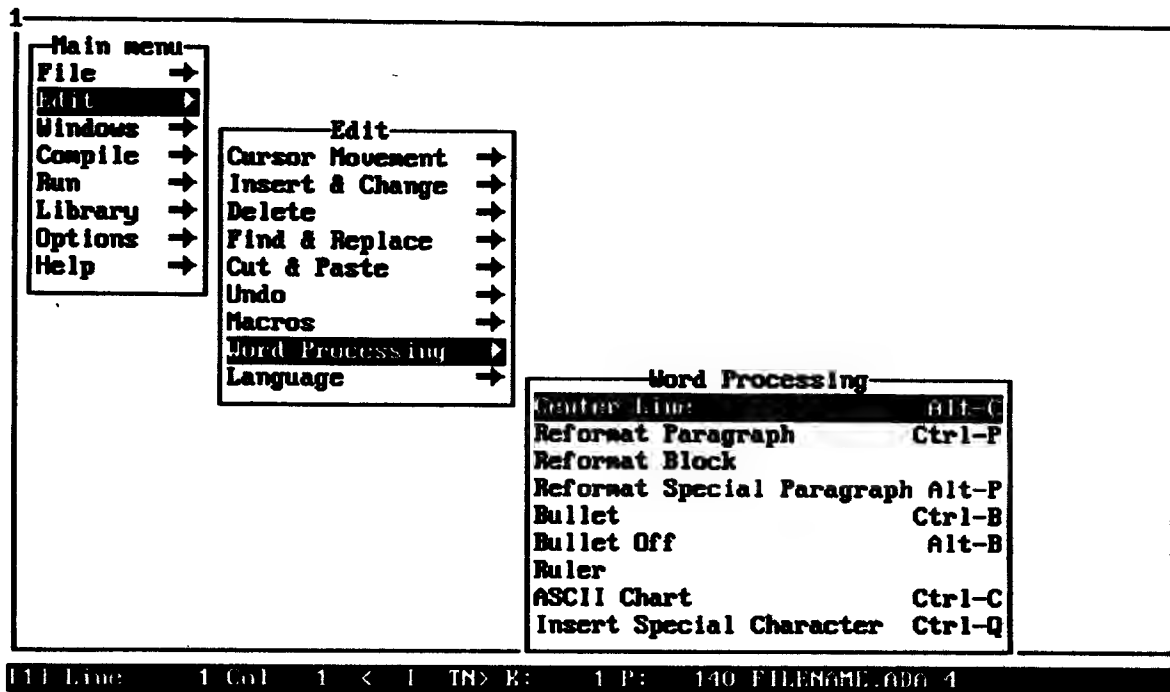 1
Main menu
File
Edit
Windows
Compile
Run
Library
Options
Help
Edit
Cursor Movement
Insert & Change
Delete
Find & Replace
Cut & Paste
Undo
Macros
Word Processing
Language
Word Processing
Center Line Alt-C
Reformat Paragraph Ctrl-P
Reformat Block
Reformat Special Paragraph Alt-P
Bullet Ctrl-B
Bullet Off Alt-B
Ruler
ASCII Chart Ctrl-C
Insert Special Character Ctrl-Q
[1] Line 1 Col 1 < I TN> K: 1 P: 140 FILENAME.ADA 4